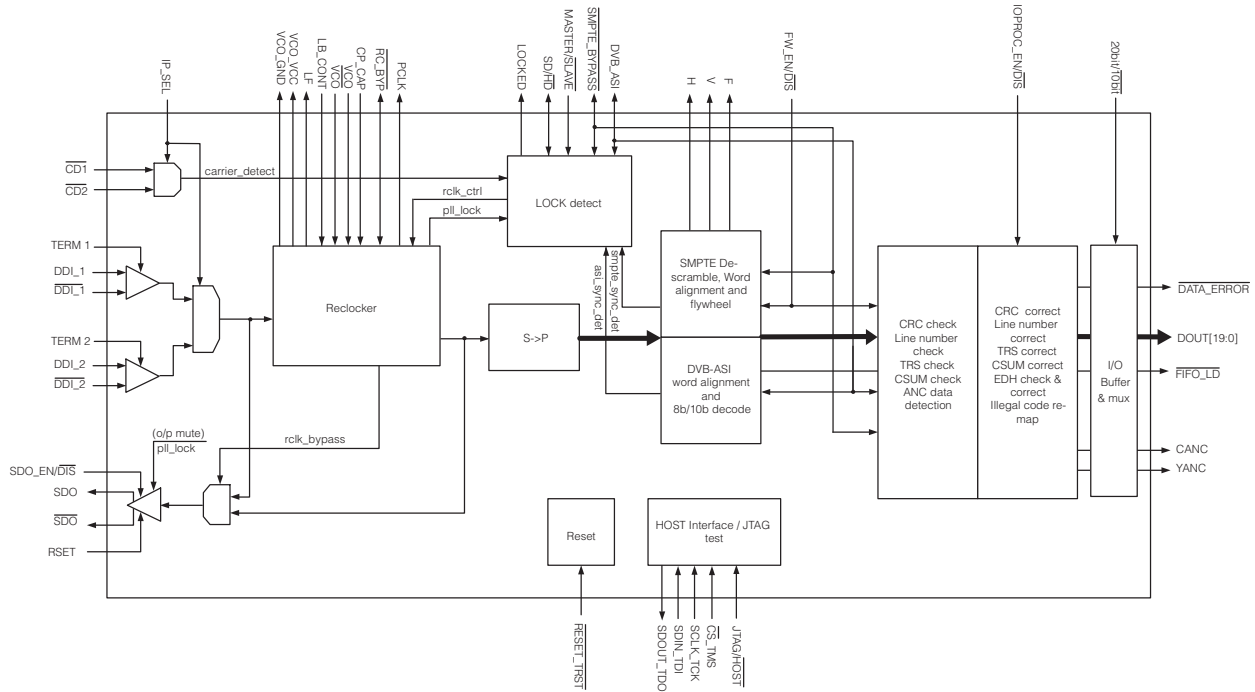 IP_SEL
VCO_GND
VCO_VCC
LF
LB_CONT
VCO
VCO
CP_CAP
RC_BYP
PCLK
LOCKED
SD/HD
MASTER/SLAVE
SMPTE_BYPASS
DVB_ASI
H
V
F
FW_EN/DIS
IOPROC_EN/DIS
20bit/10bit
CD1
CD2
carrier_detect
rclk_ctrl
pll_lock
LOCK detect
TERM 1
DDI_1
DDI_1
TERM 2
DDI_2
DDI_2
Reclocker
S->P
asi_sync_det
smpte_sync_det
SMPTE De-
scramble, Word
alignment and
flywheel
DVB-ASI
word alignment
and
8b/10b decode
CRC check
Line number
check
TRS check
CSUM check
ANC data
detection
CRC correct
Line number
correct
TRS correct
CSUM correct
EDH check &
correct
Illegal code re-
map
I/O
Buffer
& mux
DATA_ERROR
DOUT[19:0]
FIFO_LD
CANC
YANC
(o/p mute)
pll_lock
rclk_bypass
SDO_EN/DIS
SDO
SDO
RSET
Reset
HOST Interface / JTAG
test
RESET_TRST
SDOUT_TDO
SDIN_TDI
SCLK_TCK
CS_TMS
JTAG/HOST